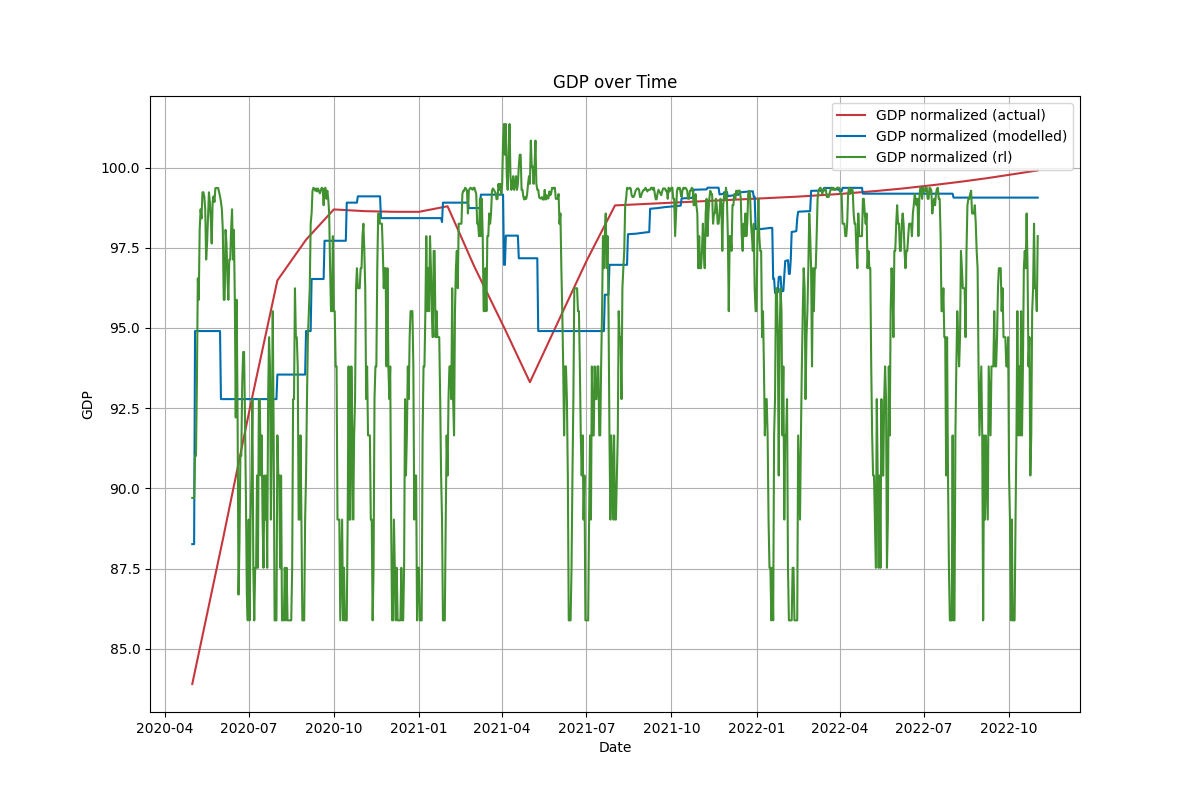 GDP over Time
GDP normalized (actual)
GDP normalized (modelled)
GDP normalized (rl)
100.0
97.5
95.0
92.5
90.0
87.5
85.0
GDP
2020-04 2020-07 2020-10 2021-01 2021-04 2021-07 2021-10 2022-01 2022-04 2022-07 2022-10
Date